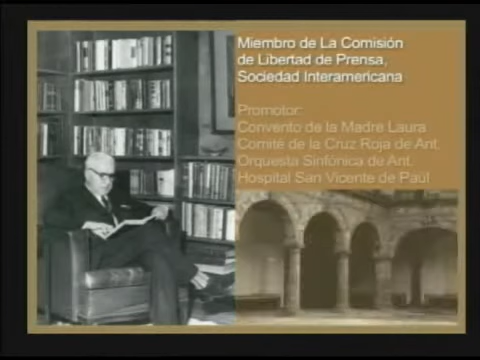 Miembro de La Comisión
de Libertad de Prensa,
Sociedad Interamericana
Promotor:
Convento de la Madre Laura
Comité de la Cruz Roja de Ant.
Orquesta Sinfónica de Ant.
Hospital San Vicente de Paúl